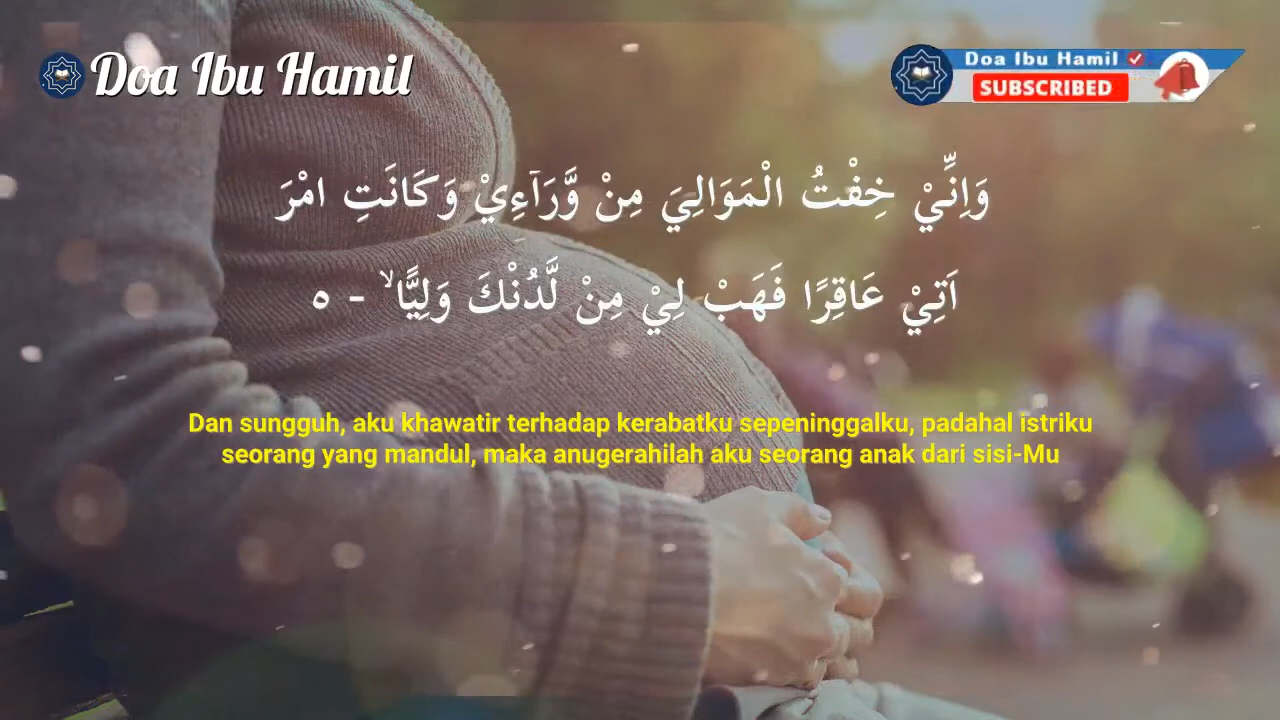 Doa Ibu Hamil
Doa Ibu Hamil
SUBSCRIBED
وَاِنِّيْ خِفْتُ الْمَوَالِيَ مِنْ وَّرَاۤءِيْ وَكَانَتِ امْرَ
اَتِيْ عَاقِرًا فَهَبْ لِيْ مِنْ لَّدُنْكَ وَلِيًّاۙ - ٥
Dan sungguh, aku khawatir terhadap kerabatku sepeninggalku, padahal istriku
seorang yang mandul, maka anugerahilah aku seorang anak dari sisi-Mu